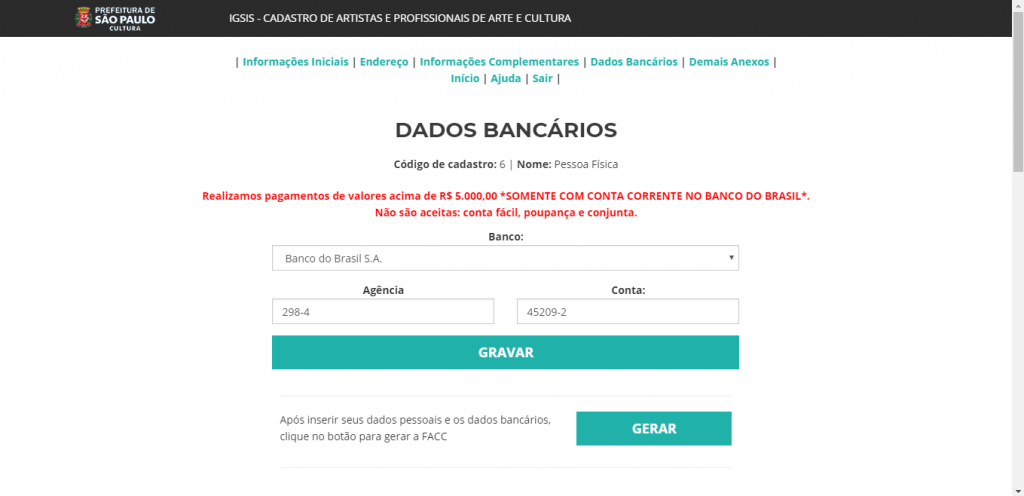 PREFEITURA DE
SÃO PAULO
CULTURA
IGSIS - CADASTRO DE ARTISTAS E PROFISSIONAIS DE ARTE E CULTURA
| Informações Iniciais | Endereço | Informações Complementares | Dados Bancários | Demais Anexos |
Início | Ajuda | Sair |
DADOS BANCÁRIOS
Código de cadastro: 6 | Nome: Pessoa Física
Realizamos pagamentos de valores acima de R$ 5.000,00 *SOMENTE COM CONTA CORRENTE NO BANCO DO BRASIL*.
Não são aceitas: conta fácil, poupança e conjunta.
Banco:
Banco do Brasil S.A.
Agência Conta:
298-4 45209-2
GRAVAR
Após inserir seus dados pessoais e os dados bancários,
clique no botão para gerar a FACC
GERAR